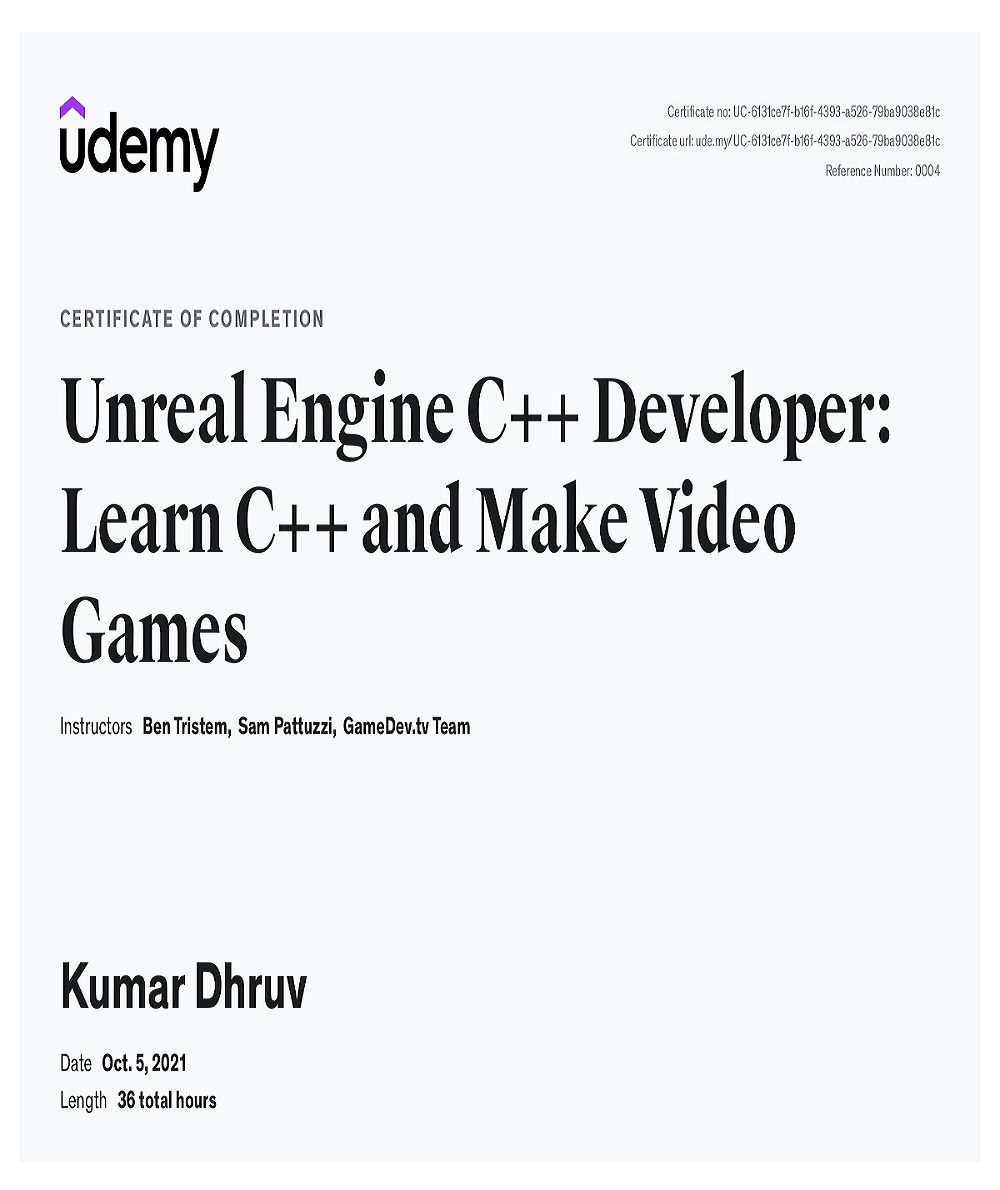 udemy
Certificate no: UC-6131ce7f-b16f-4393-a526-79ba9038e81c
Certificate url: ude.my/UC-6131ce7f-b16f-4393-a526-79ba9038e81c
Reference Number: 0004
CERTIFICATE OF COMPLETION
Unreal Engine C++ Developer:
Learn C++ and Make Video
Games
Instructors Ben Tristem, Sam Pattuzzi, GameDev.tv Team
Kumar Dhruv
Date Oct. 5, 2021
Length 36 total hours